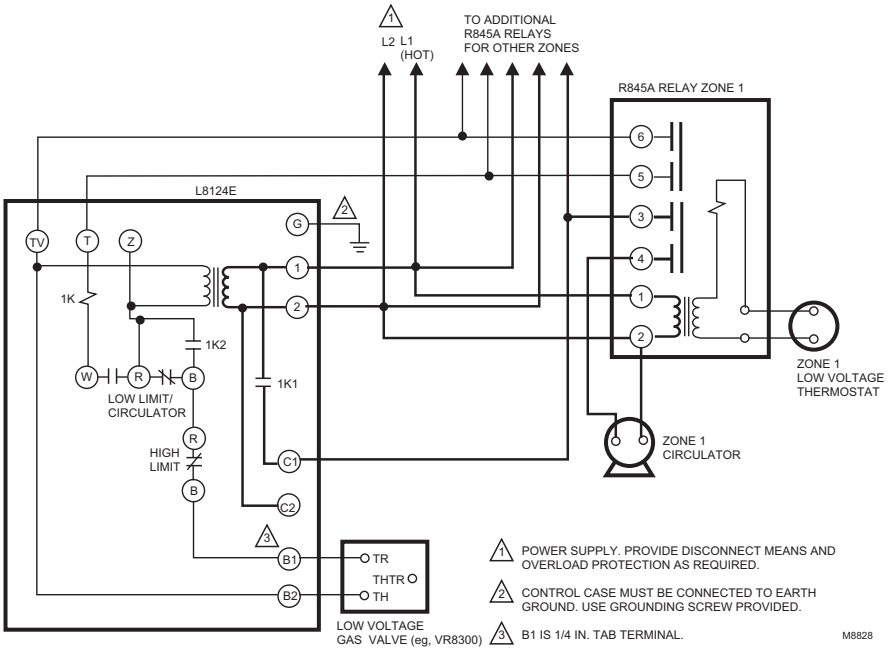 1
L2 L1
(HOT)
TO ADDITIONAL
R845A RELAYS
FOR OTHER ZONES
R845A RELAY ZONE 1
6
5
3
4
1
2
ZONE 1
LOW VOLTAGE
THERMOSTAT
ZONE 1
CIRCULATOR
L8124E
2
G
TV
T
Z
1
2
1K
1K2
1K1
W
R
B
LOW LIMIT/
CIRCULATOR
R
HIGH
LIMIT
B
C1
C2
3
B1
B2
TR
THTR
TH
LOW VOLTAGE
GAS VALVE (eg, VR8300)
1 POWER SUPPLY. PROVIDE DISCONNECT MEANS AND
OVERLOAD PROTECTION AS REQUIRED.
2 CONTROL CASE MUST BE CONNECTED TO EARTH
GROUND. USE GROUNDING SCREW PROVIDED.
3 B1 IS 1/4 IN. TAB TERMINAL.
M8828